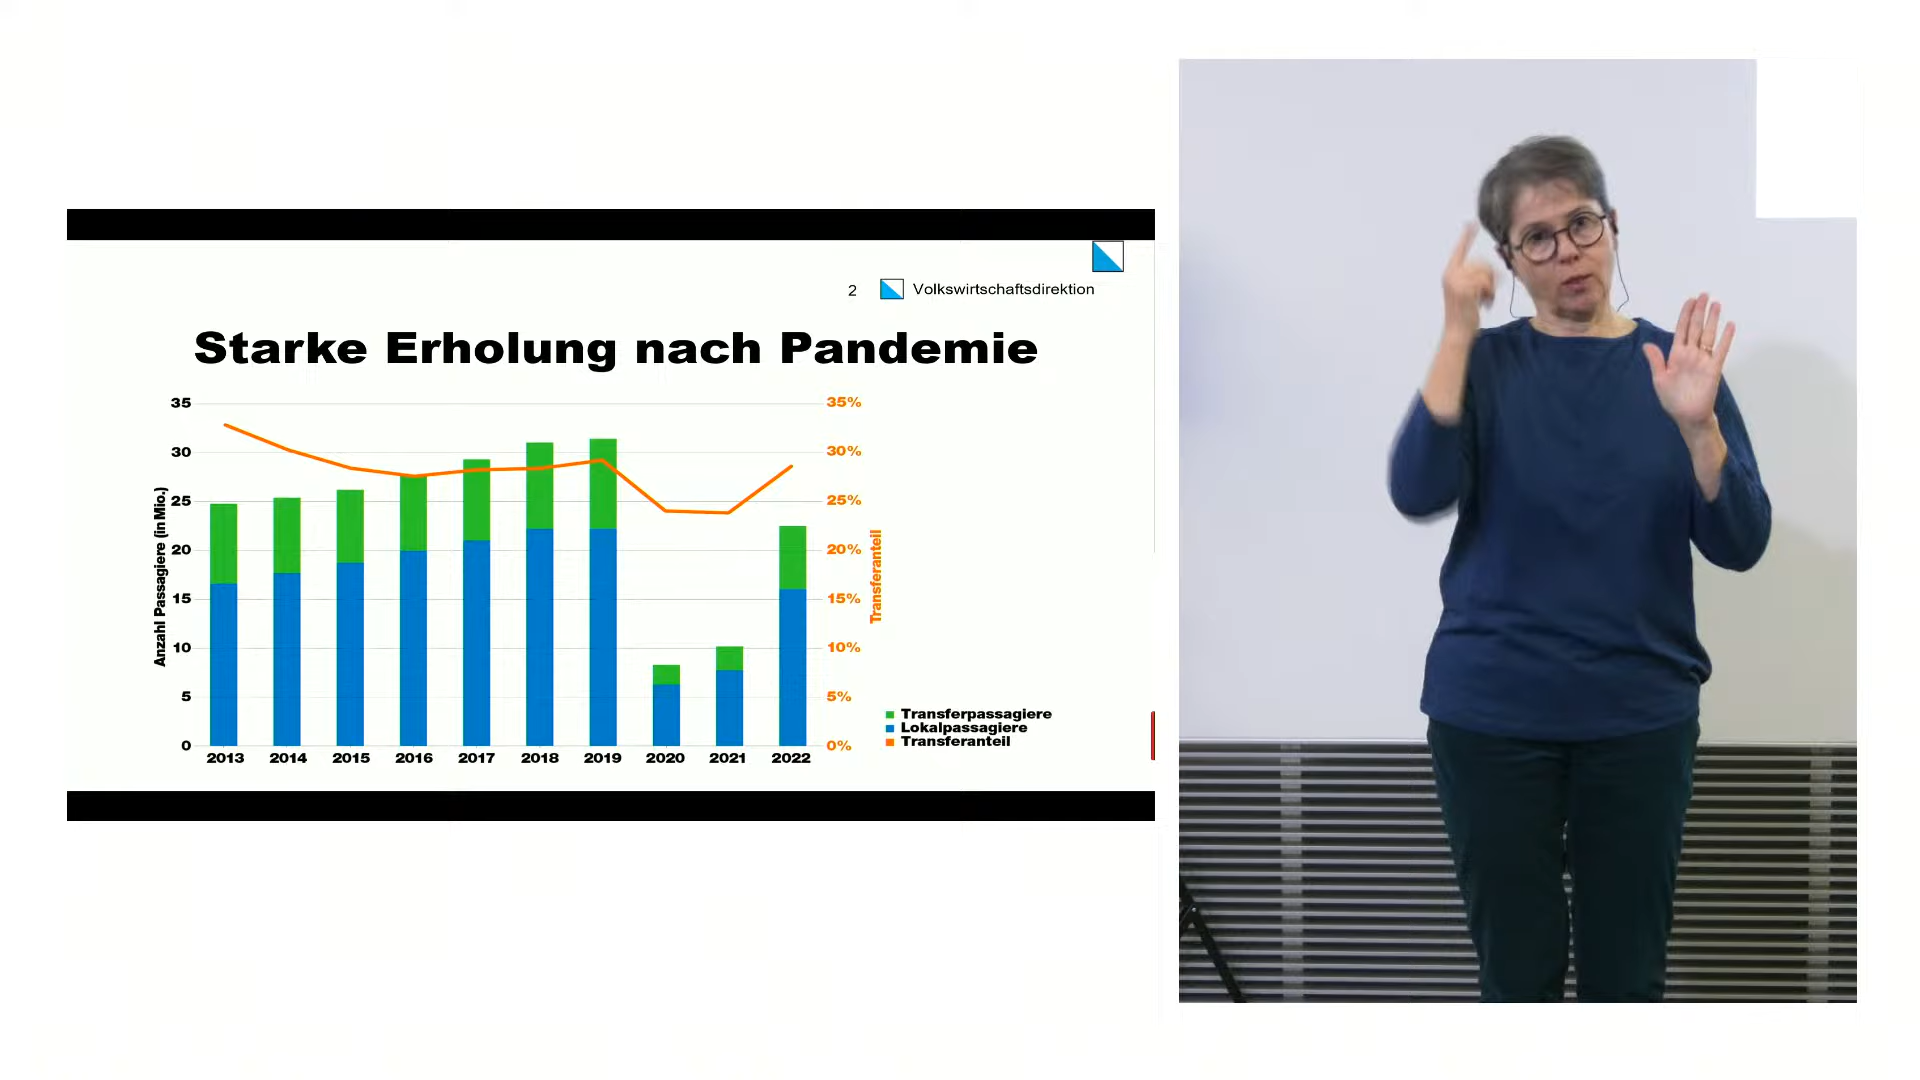 2 Volkswirtschaftsdirektion
Starke Erholung nach Pandemie
35 35%
30 30%
25 25%
20 20%
15 15%
10 10%
5 5%
0 0%
Anzahl Passagiere (in Mio.)
Transferanteil
2013 2014 2015 2016 2017 2018 2019 2020 2021 2022
Transferpassagiere
Lokalpassagiere
Transferanteil